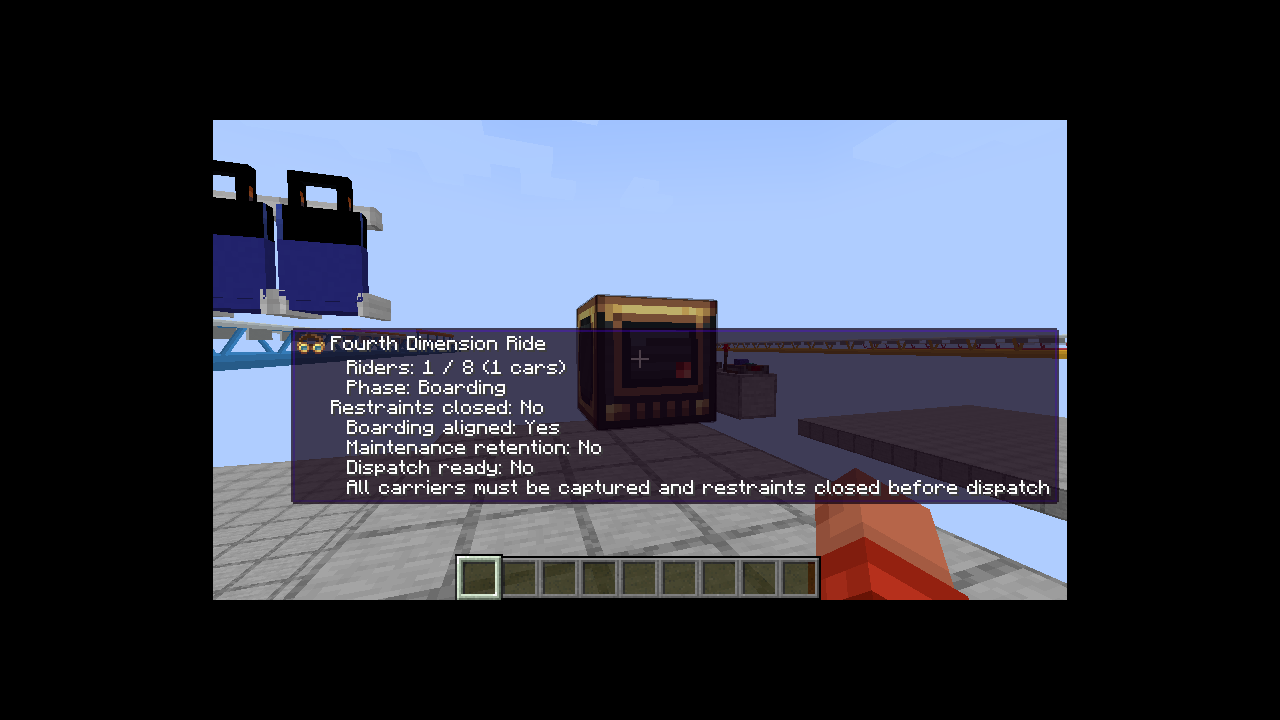 Fourth Dimension Ride
Riders: 1 / 8 (1 cars)
Phase: Boarding
Restraints closed: No
Boarding aligned: Yes
Maintenance retention: No
Dispatch ready: No
All carriers must be captured and restraints closed before dispatch